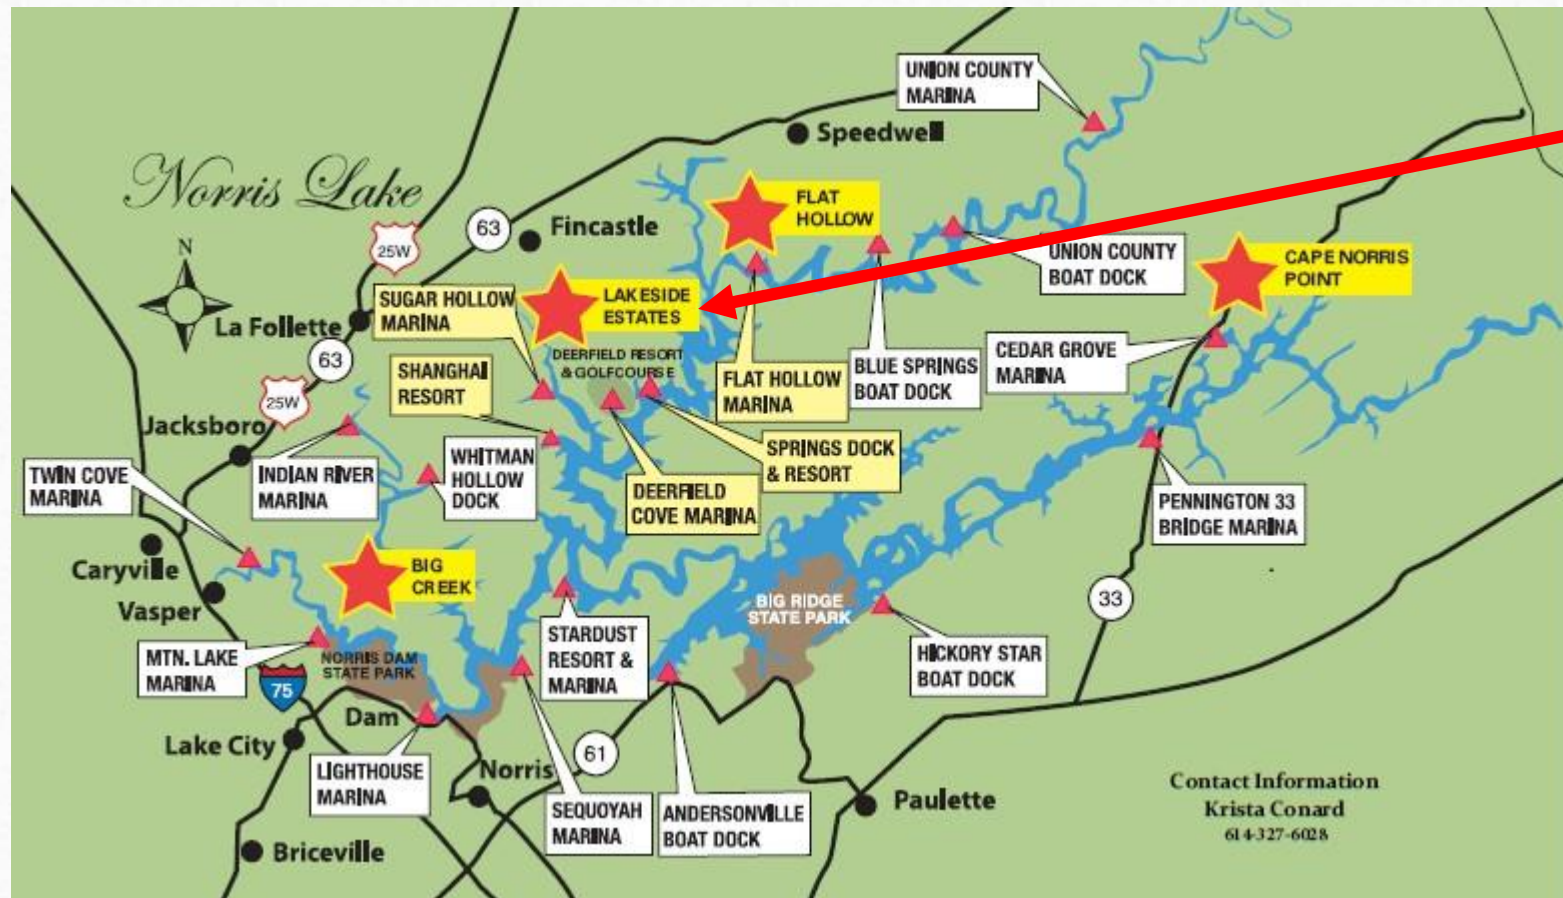 Norris Lake
N
25W
63
Fincastle
Speedwell
UNION COUNTY
MARINA
FLAT
HOLLOW
UNION COUNTY
BOAT DOCK
CAPE NORRIS
POINT
La Follette
SUGAR HOLLOW
MARINA
LAKESIDE
ESTATES
63
25W
Jacksboro
SHANGHAI
RESORT
DEERFIELD RESORT
& GOLFCOURSE
FLAT HOLLOW
MARINA
BLUE SPRINGS
BOAT DOCK
CEDAR GROVE
MARINA
TWIN COVE
MARINA
INDIAN RIVER
MARINA
WHITMAN
HOLLOW
DOCK
DEERFIELD
COVE MARINA
SPRINGS DOCK
& RESORT
PENNINGTON 33
BRIDGE MARINA
Caryville
Vasper
BIG
CREEK
BIG RIDGE
STATE PARK
33
MTN. LAKE
MARINA
NORRIS DAM
STATE PARK
STARDUST
RESORT &
MARINA
HICKORY STAR
BOAT DOCK
75
Dam
Lake City
LIGHTHOUSE
MARINA
Norris
61
SEQUOYAH
MARINA
ANDERSONVILLE
BOAT DOCK
Paulette
Briceville
Contact Information
Krista Conard
614-327-6028